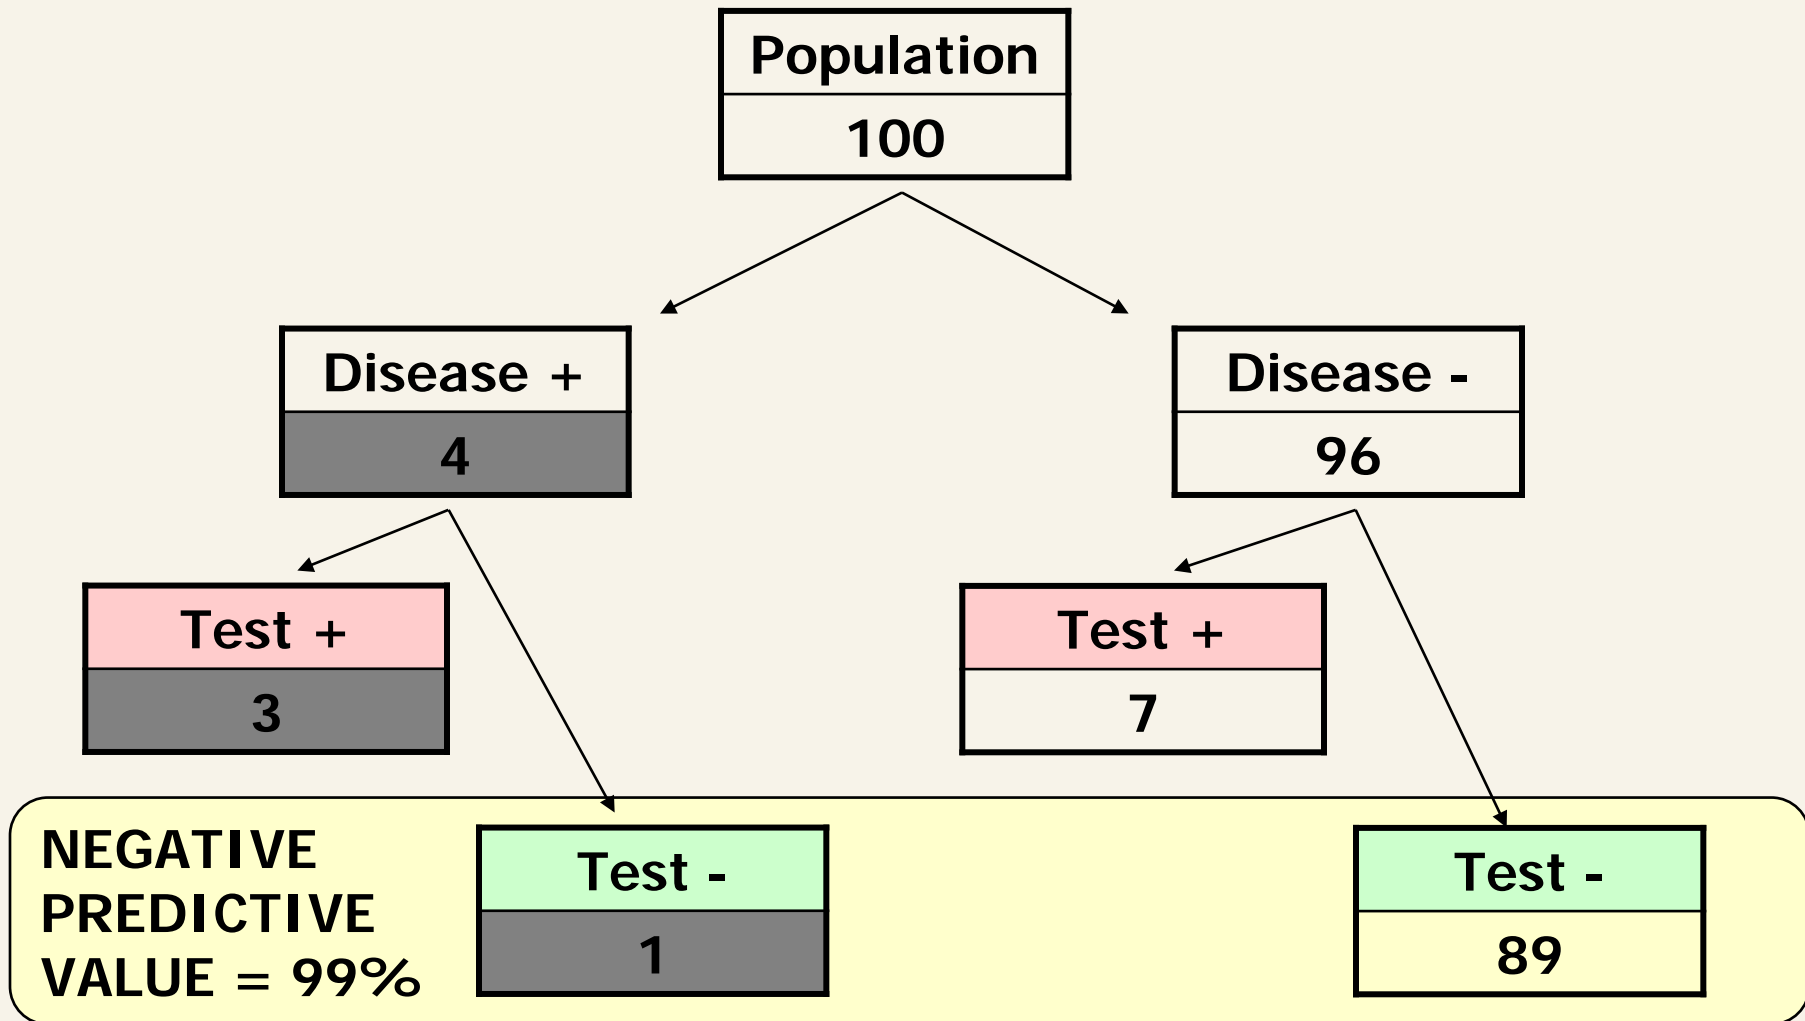 Population
100
Disease +
4
Disease -
96
Test +
3
Test +
7
NEGATIVE
PREDICTIVE
VALUE = 99%
Test -
1
Test -
89